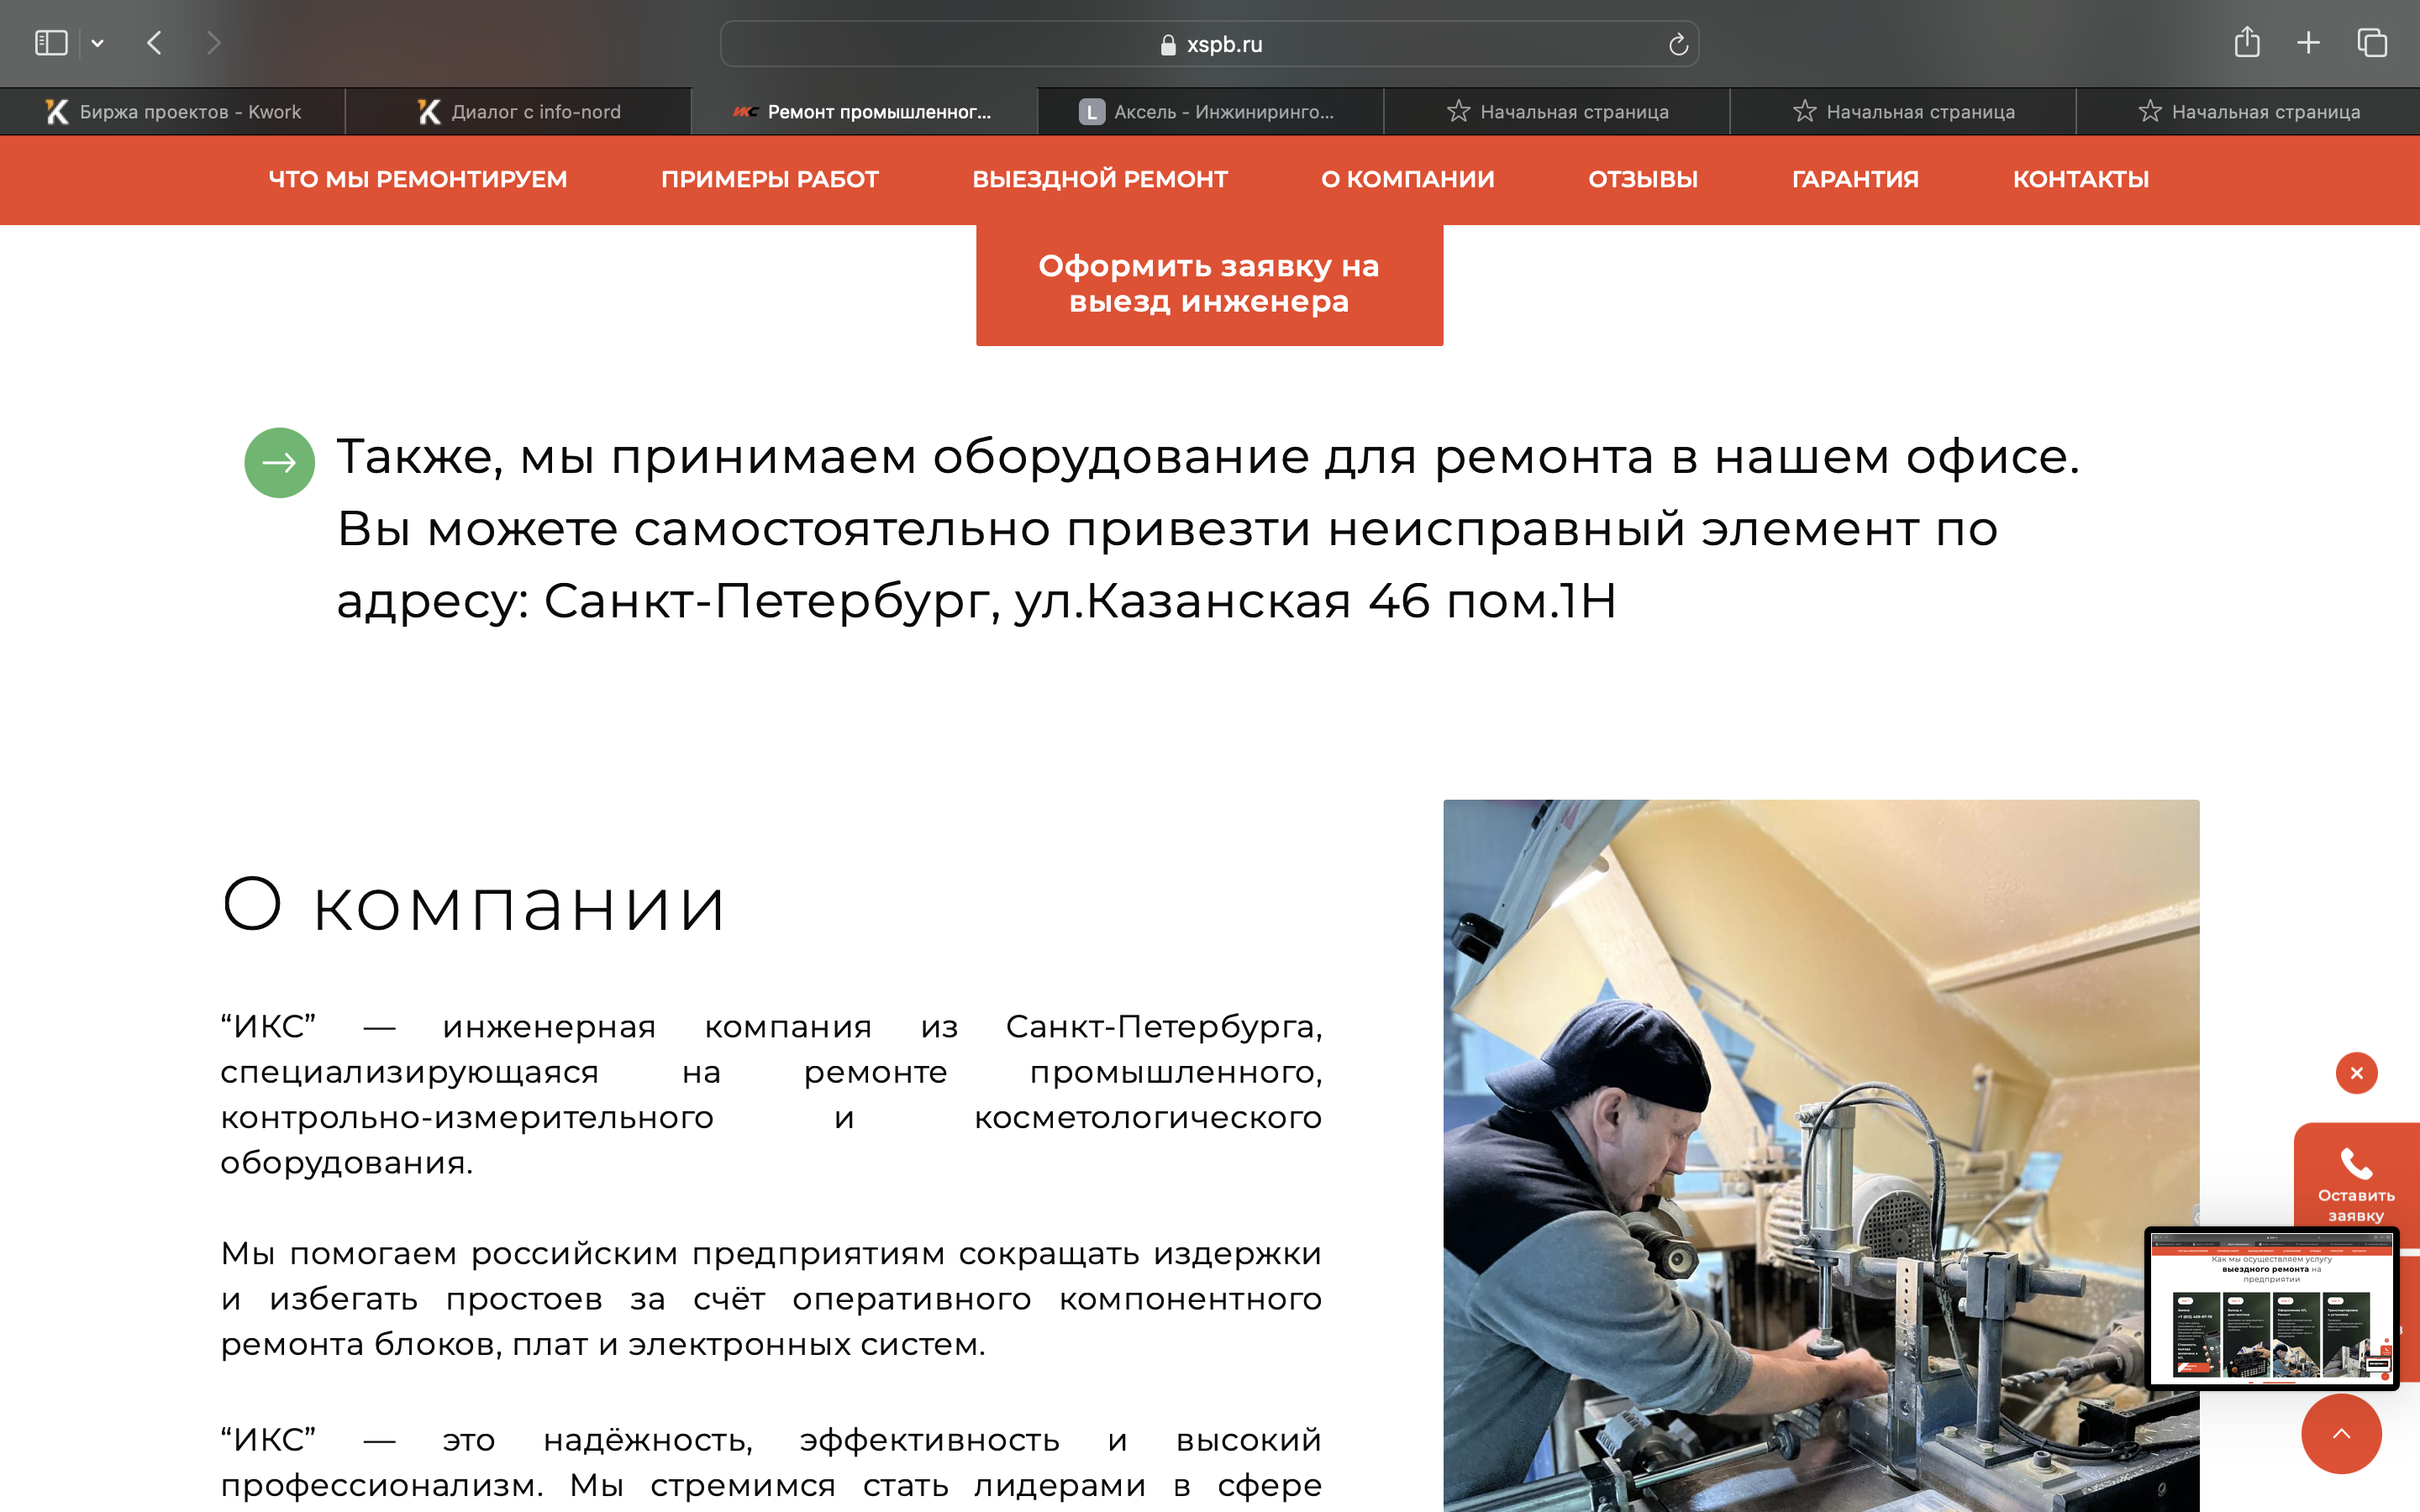 xspb.ru
Биржа проектов - Kwork
Диалог с info-nord
Ремонт промышленног...
L
Аксель - Инжиниринго...
Начальная страница
Начальная страница
Начальная страница
ЧТО МЫ РЕМОНТИРУЕМ
ПРИМЕРЫ РАБОТ
ВЫЕЗДНОЙ РЕМОНТ
О КОМПАНИИ
ОТЗЫВЫ
ГАРАНТИЯ
КОНТАКТЫ
Оформить заявку на
выезд инженера
Также, мы принимаем оборудование для ремонта в нашем офисе.
Вы можете самостоятельно привезти неисправный элемент по
адресу: Санкт-Петербург, ул.Казанская 46 пом.1Н
О компании
“ИКС” — инженерная компания из Санкт-Петербурга,
специализирующаяся на ремонте промышленного,
контрольно-измерительного и косметологического
оборудования.
Мы помогаем российским предприятиям сокращать издержки
и избегать простоев за счёт оперативного компонентного
ремонта блоков, плат и электронных систем.
“ИКС” — это надёжность, эффективность и высокий
профессионализм. Мы стремимся стать лидерами в сфере
Оставить
заявку
Как мы осуществляем услугу
выездного ремонта на
предприятии